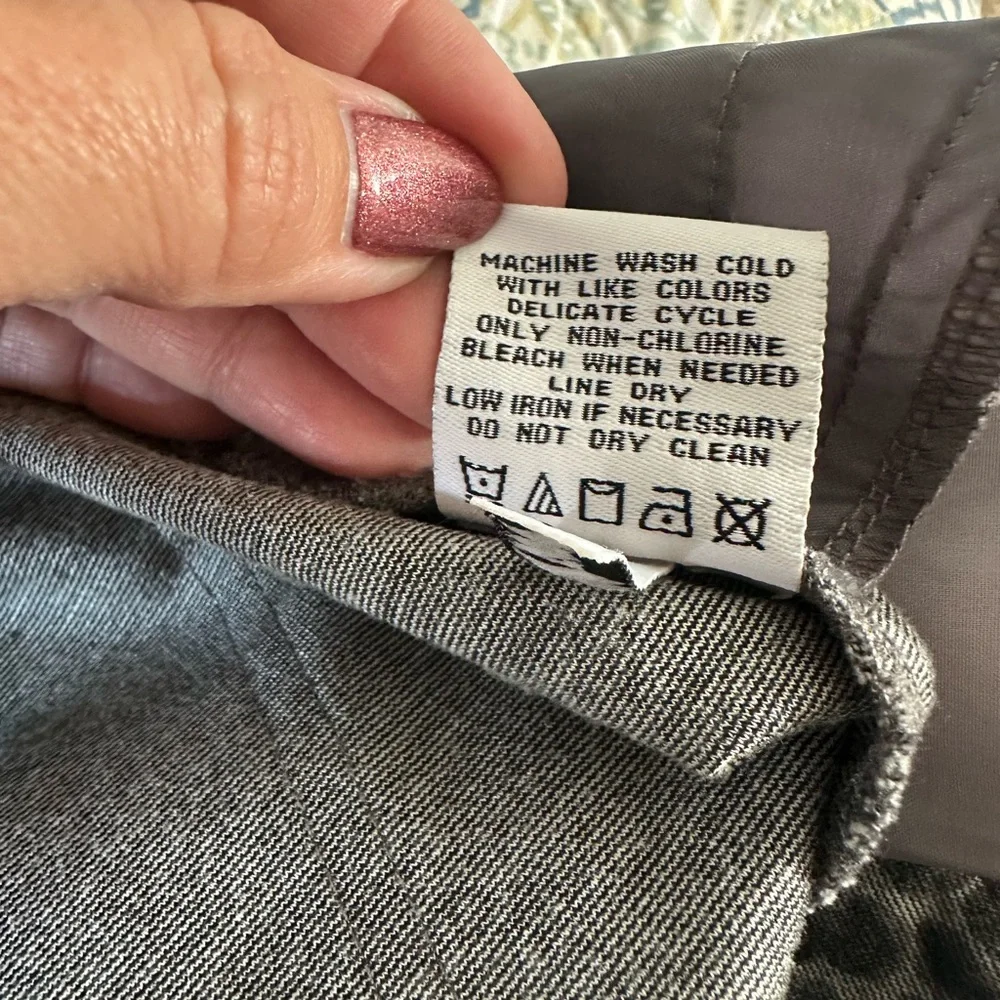 MACHINE WASH COLD
WITH LIKE COLORS
DELICATE CYCLE
ONLY NON-CHLORINE
BLEACH WHEN NEEDED
LINE DRY
LOW IRON IF NECESSARY
DO NOT DRY CLEAN